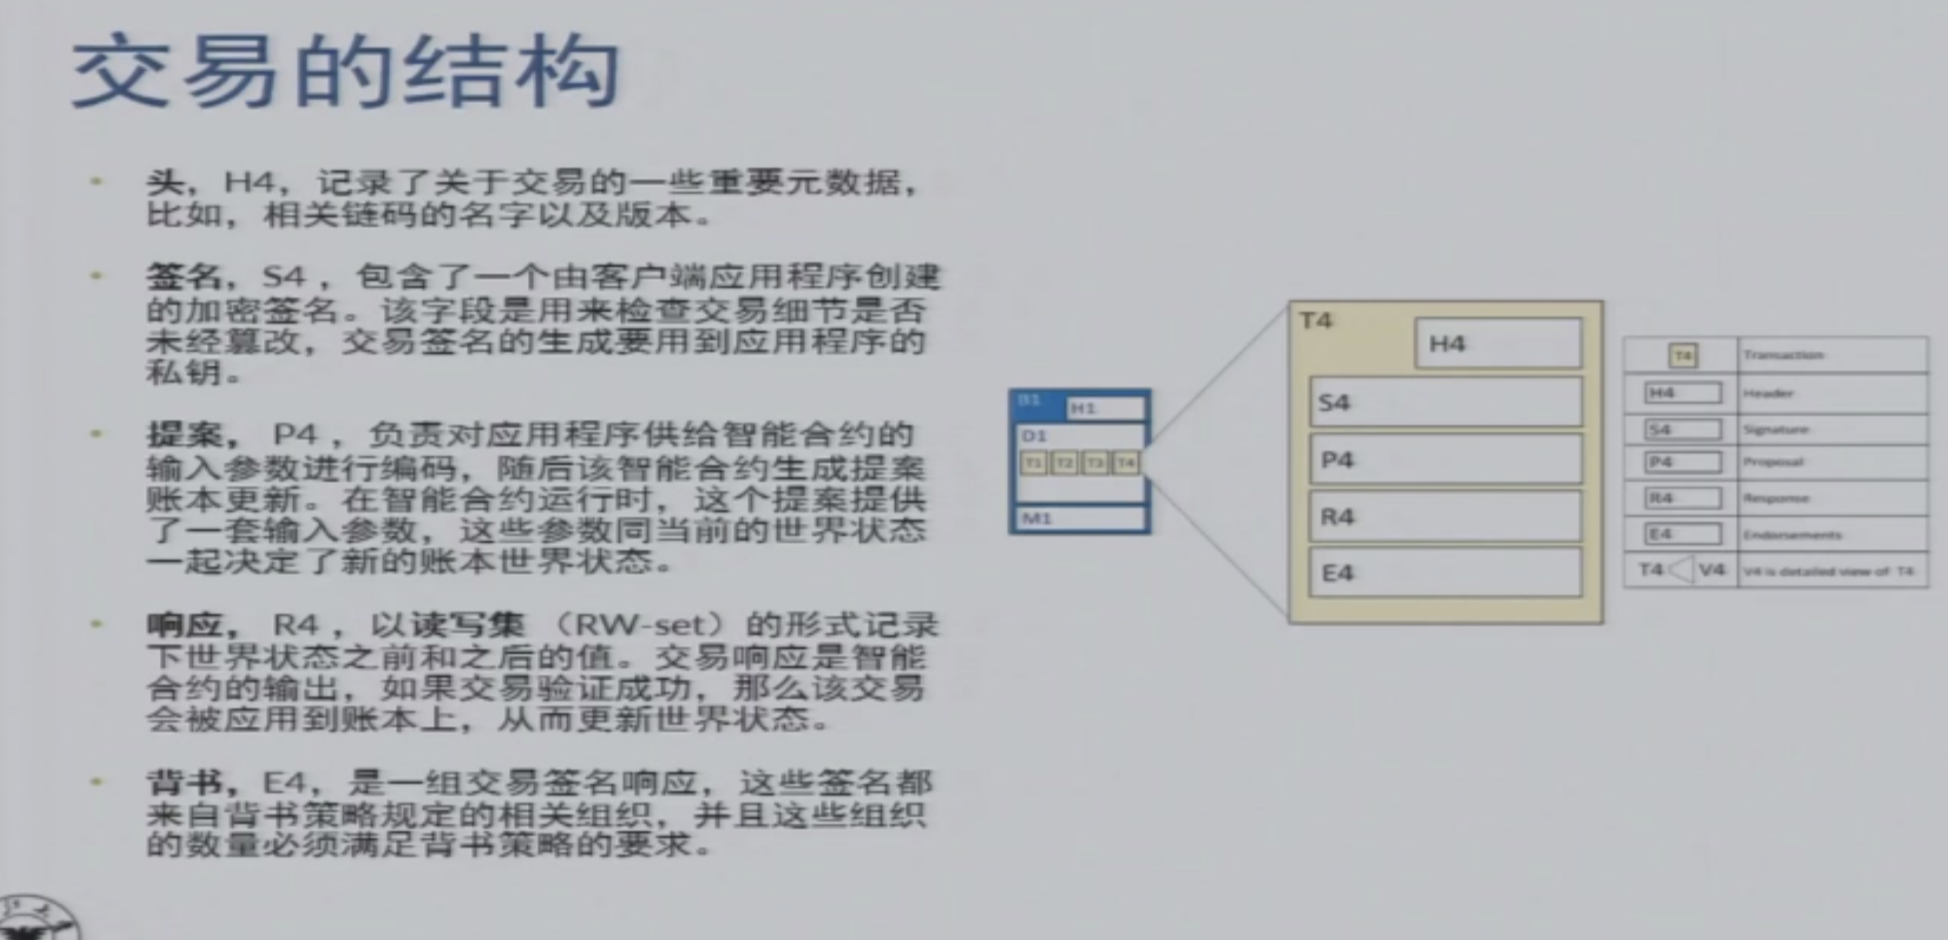 交易的结构
• 头，H4，记录了关于交易的一些重要元数据，
比如，相关链码的名字以及版本。
• 签名，S4 ，包含了一个由客户端应用程序创建
的加密签名。该字段是用来检查交易细节是否
未经篡改，交易签名的生成要用到应用程序的
私钥。
• 提案， P4 ，负责对应用程序供给智能合约的
输入参数进行编码，随后该智能合约生成提案
账本更新。在智能合约运行时，这个提案提供
了一套输入参数，这些参数同当前的世界状态
一起决定了新的账本世界状态。
• 响应， R4 ，以读写集 （RW-set）的形式记录
下世界状态之前和之后的值。交易响应是智能
合约的输出，如果交易验证成功，那么该交易
会被应用到账本上，从而更新世界状态。
• 背书，E4，是一组交易签名响应，这些签名都
来自背书策略规定的相关组织，并且这些组织
的数量必须满足背书策略的要求。
B1
H1
D1
T1 T2 T3 T4
M1
T4
H4
S4
P4
R4
E4
T4 Transaction
H4 Header
S4 Signature
P4 Proposal
R4 Response
E4 Endorsements
T4 V4 V4 is detailed view of T4